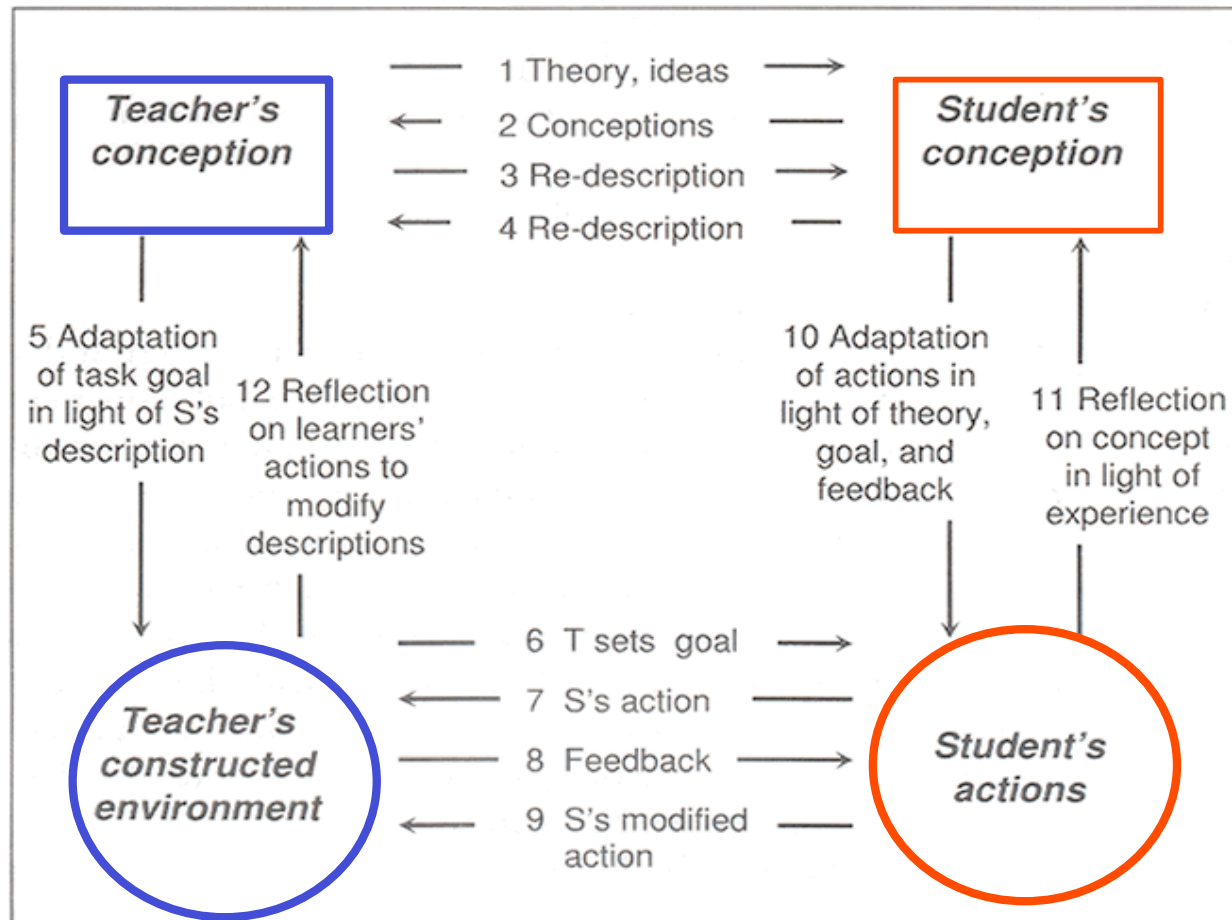 Teacher's
conception
1 Theory, ideas
2 Conceptions
3 Re-description
4 Re-description
Student's
conception
5 Adaptation
of task goal
in light of S's
description
12 Reflection
on learners'
actions to
modify
descriptions
10 Adaptation
of actions in
light of theory,
goal, and
feedback
11 Reflection
on concept
in light of
experience
Teacher's
constructed
environment
6 T sets goal
7 S's action
8 Feedback
9 S's modified
action
Student's
actions